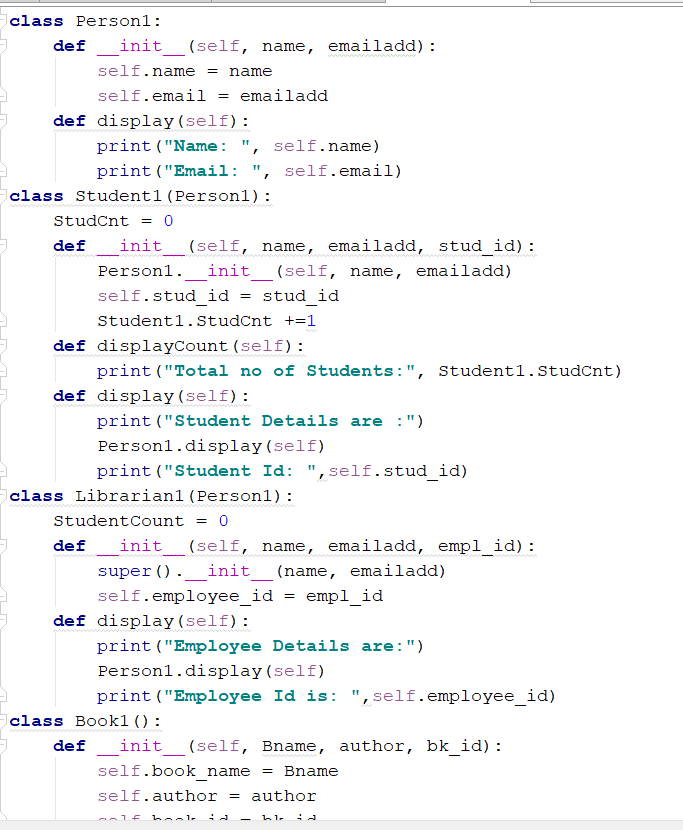 class Person1:
    def __init__(self, name, emailadd):
        self.name = name
        self.email = emailadd
    def display(self):
        print("Name: ", self.name)
        print("Email: ", self.email)
class Student1(Person1):
    StudCnt = 0
    def __init__(self, name, emailadd, stud_id):
        Person1.__init__(self, name, emailadd)
        self.stud_id = stud_id
        Student1.StudCnt +=1
    def displayCount(self):
        print("Total no of Students:", Student1.StudCnt)
    def display(self):
        print("Student Details are :")
        Person1.display(self)
        print("Student Id: ",self.stud_id)
class Librarian1(Person1):
    StudentCount = 0
    def __init__(self, name, emailadd, empl_id):
        super().__init__(name, emailadd)
        self.employee_id = empl_id
    def display(self):
        print("Employee Details are:")
        Person1.display(self)
        print("Employee Id is: ",self.employee_id)
class Book1():
    def __init__(self, Bname, author, bk_id):
        self.book_name = Bname
        self.author = author
        self.book_id = bk_id